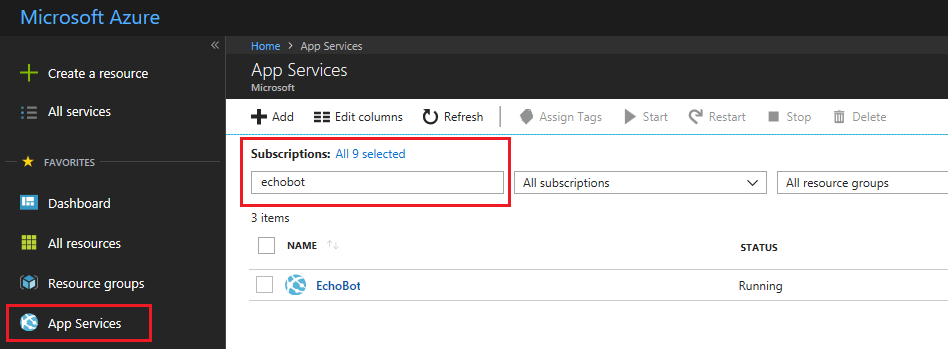 Microsoft Azure
«
Home > App Services
App Services
Microsoft
Create a resource
All services
FAVORITES
Dashboard
All resources
Resource groups
App Services
Add Edit columns Refresh Assign Tags Start Restart Stop Delete
Subscriptions: All 9 selected
echobot All subscriptions All resource groups
3 items
NAME ↑↓ STATUS
EchoBot Running